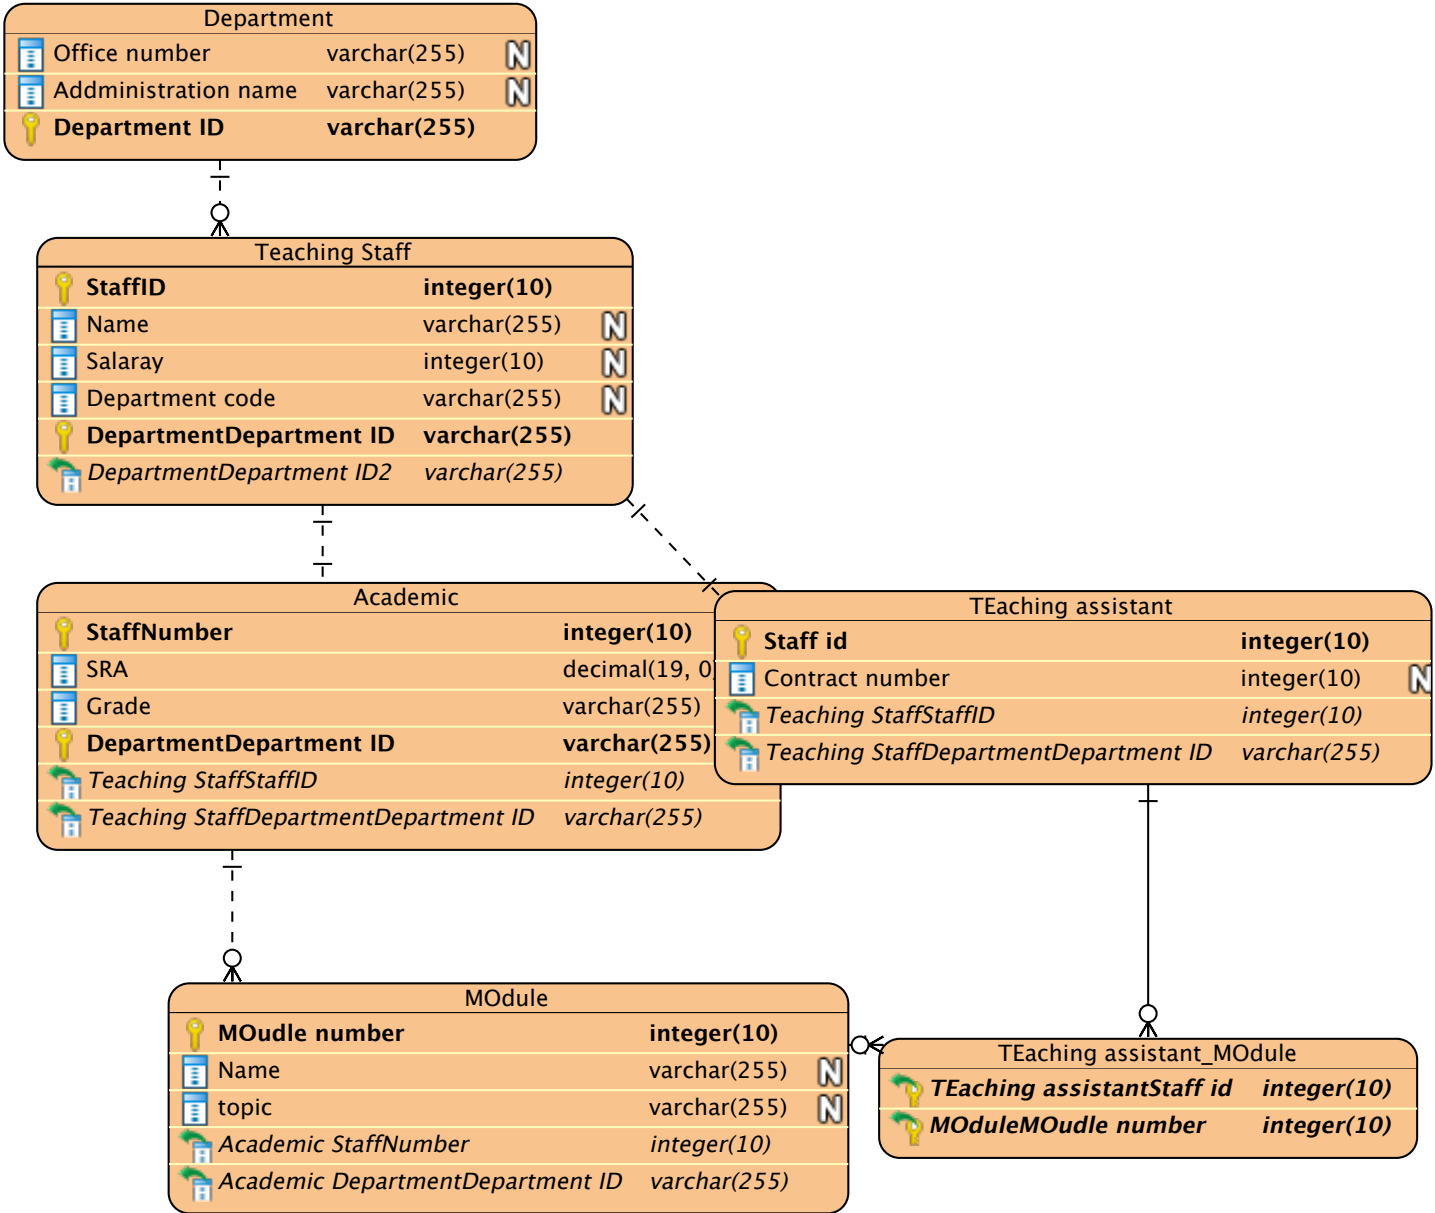 Department
Office number varchar(255) N
Addministration name varchar(255) N
Department ID varchar(255)
Teaching Staff
StaffID integer(10)
Name varchar(255) N
Salaray integer(10) N
Department code varchar(255) N
DepartmentDepartment ID varchar(255)
DepartmentDepartment ID2 varchar(255)
Academic
StaffNumber integer(10)
SRA decimal(19, 0)
Grade varchar(255)
DepartmentDepartment ID varchar(255)
Teaching StaffStaffID integer(10)
Teaching StaffDepartmentDepartment ID varchar(255)
TEaching assistant
Staff id integer(10)
Contract number integer(10) N
Teaching StaffStaffID integer(10)
Teaching StaffDepartmentDepartment ID varchar(255)
MOdule
MOudle number integer(10)
Name varchar(255) N
topic varchar(255) N
Academic StaffNumber integer(10)
Academic DepartmentDepartment ID varchar(255)
TEaching assistant_MOdule
TEaching assistantStaff id integer(10)
MOduleMOudle number integer(10)